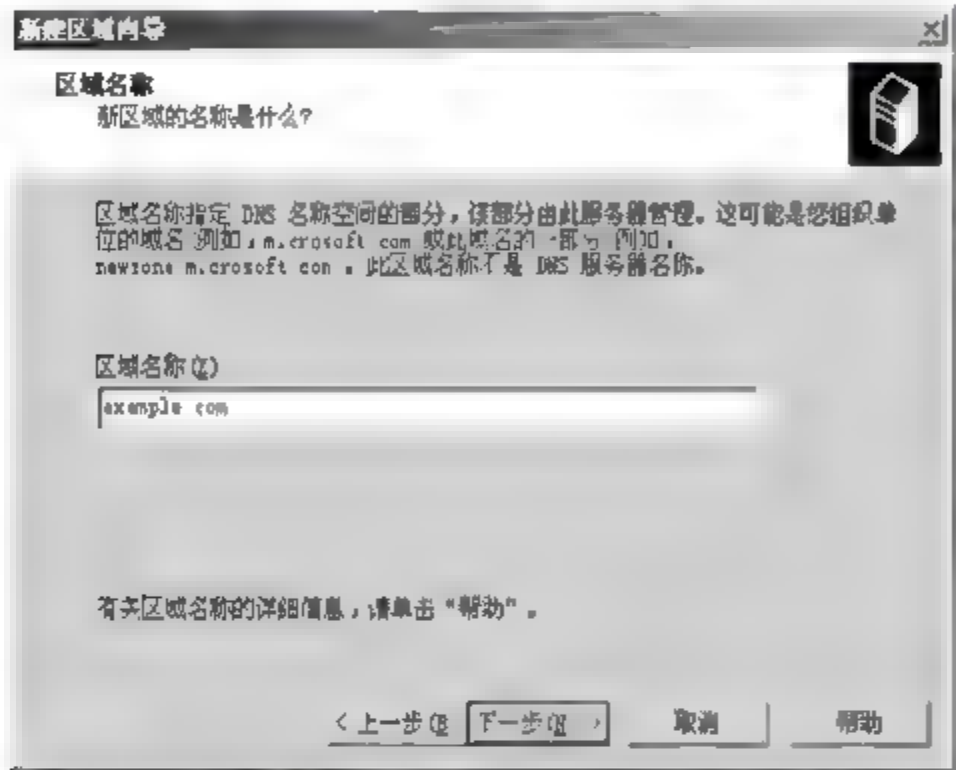 新建区域向导
区域名称
新区域的名称是什么?
区域名称指定 DNS 名称空间的部分，该部分由此服务器管理。这可能是您组织单
位的域名 例如，microsoft com 或此域名的一部分 例如，
newzone microsoft com 。此区域名称不是 DNS 服务器名称。
区域名称(Z)
example com
有关区域名称的详细信息，请单击“帮助”。
< 上一步(B 下一步(N > 取消 帮助